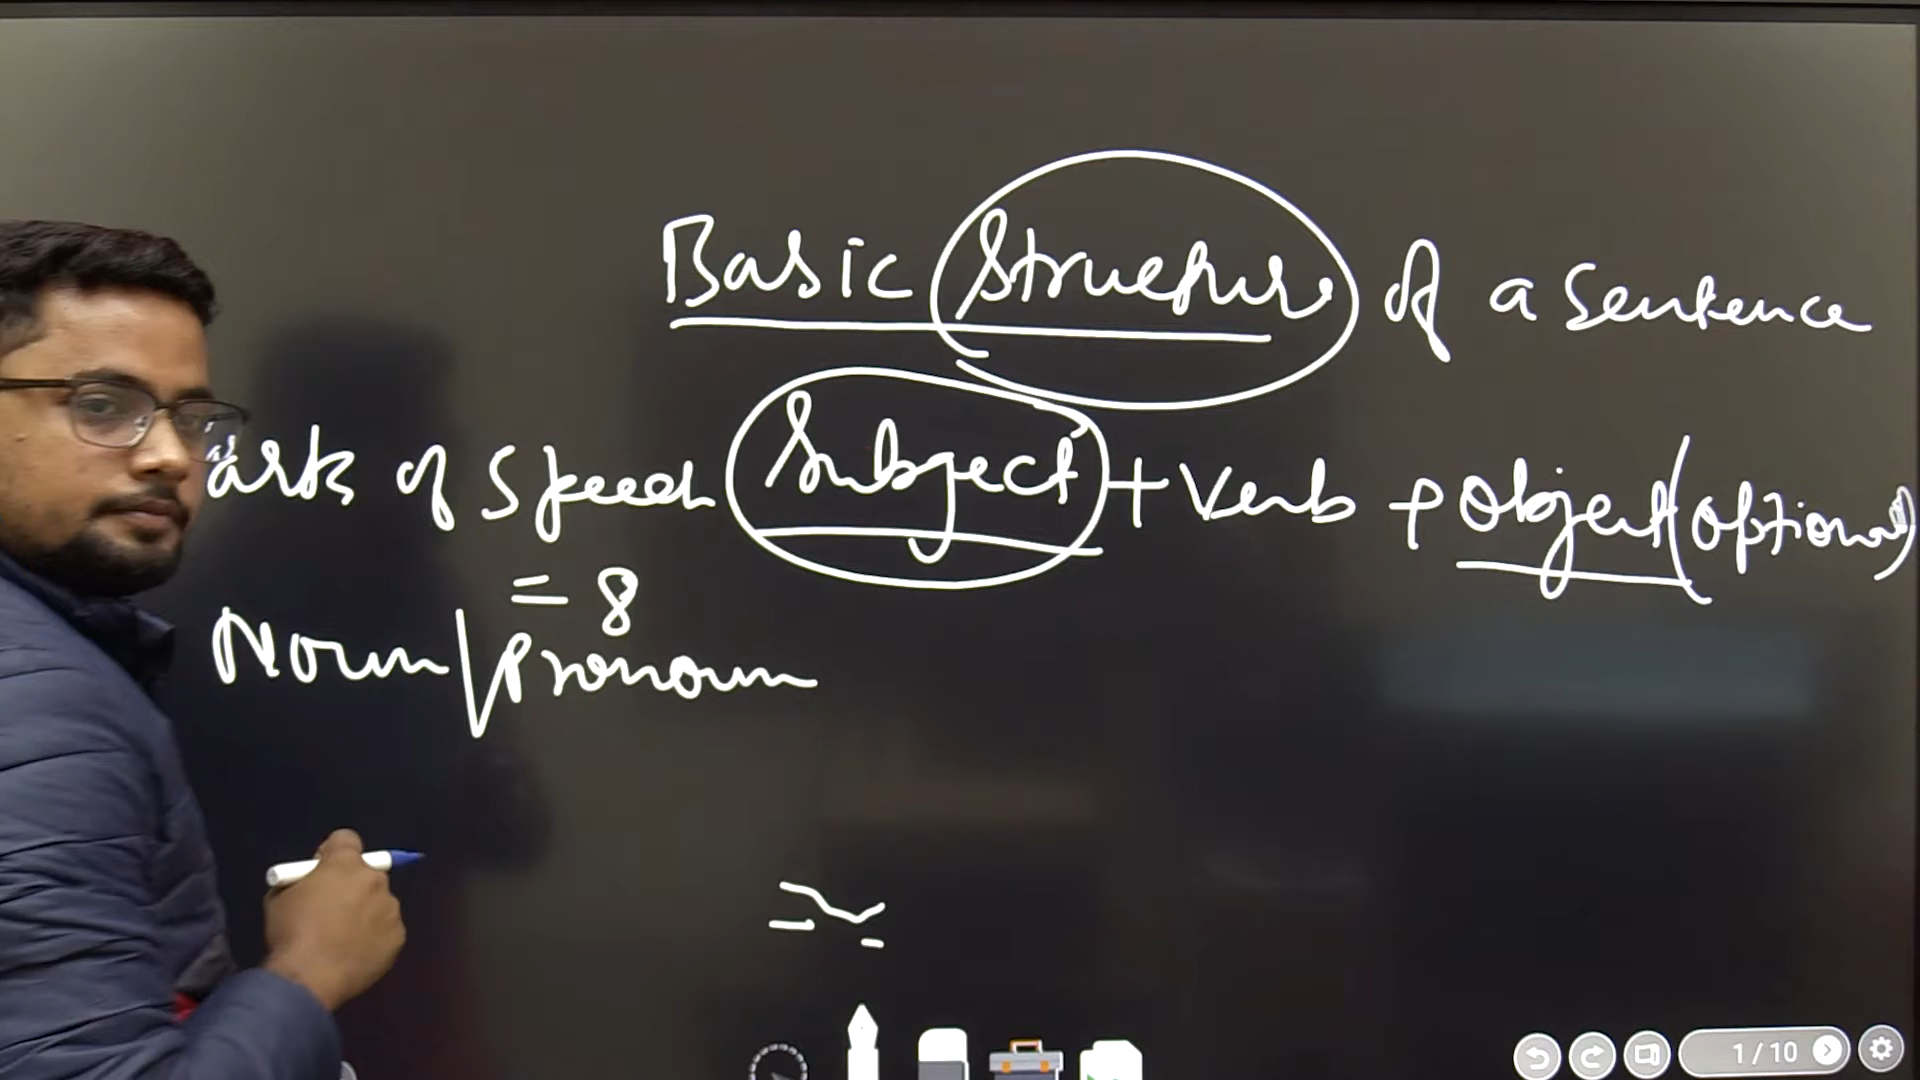 Basic Structure of a Sentence
arts of Speech Subject + Verb + Object (Optional)
= 8
Noun/Pronoun
1/10